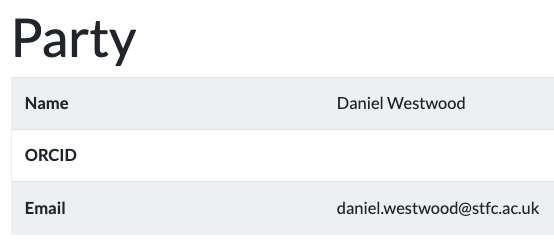 Party
Name Daniel Westwood
ORCID
Email daniel.westwood@stfc.ac.uk